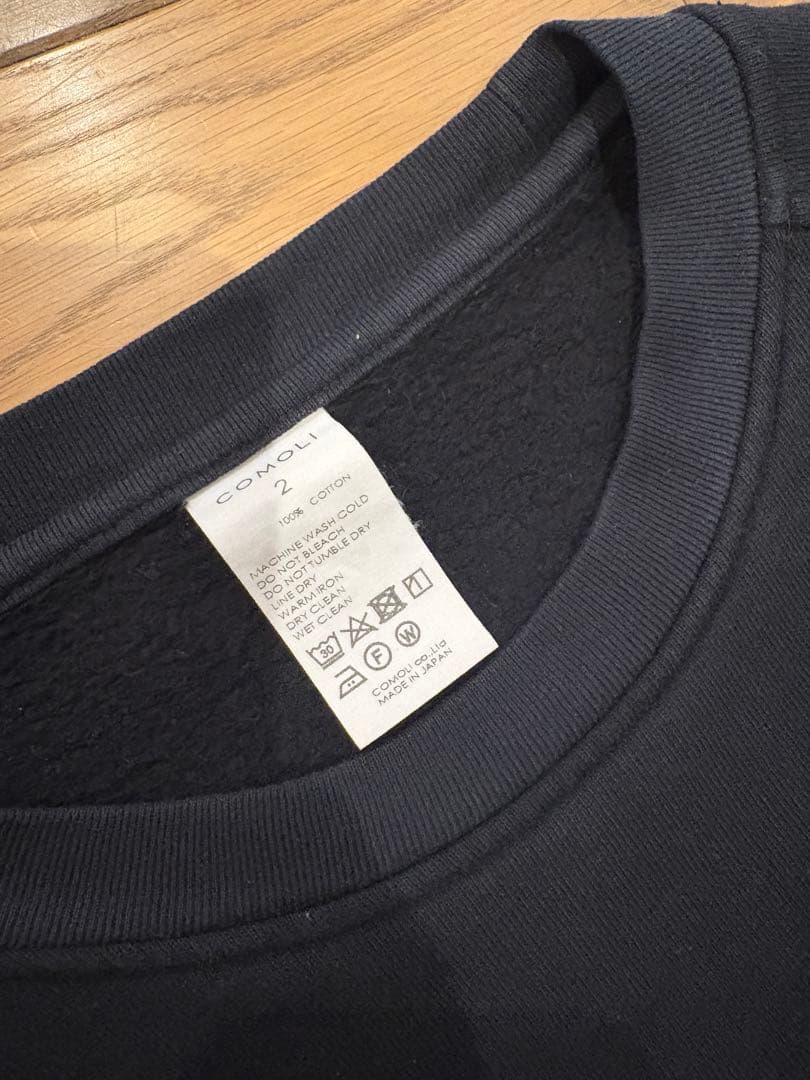 COMOLI
2
100% COTTON
MACHINE WASH COLD
DO NOT BLEACH
DO NOT TUMBLE DRY
LINE DRY
WARM IRON
DRY CLEAN
WET CLEAN
30
F W
COMOLI CO.,Ltd
MADE IN JAPAN